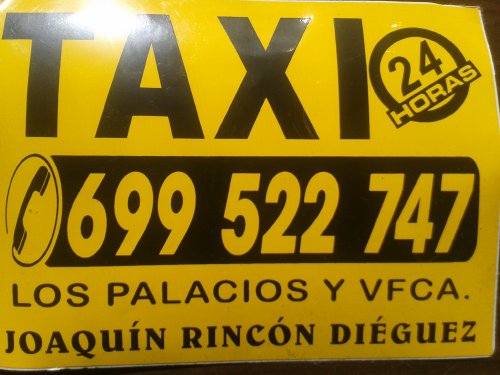 TAXI
24
HORAS
699 522 747
LOS PALACIOS Y VFCA.
JOAQUÍN RINCÓN DIÉGUEZ